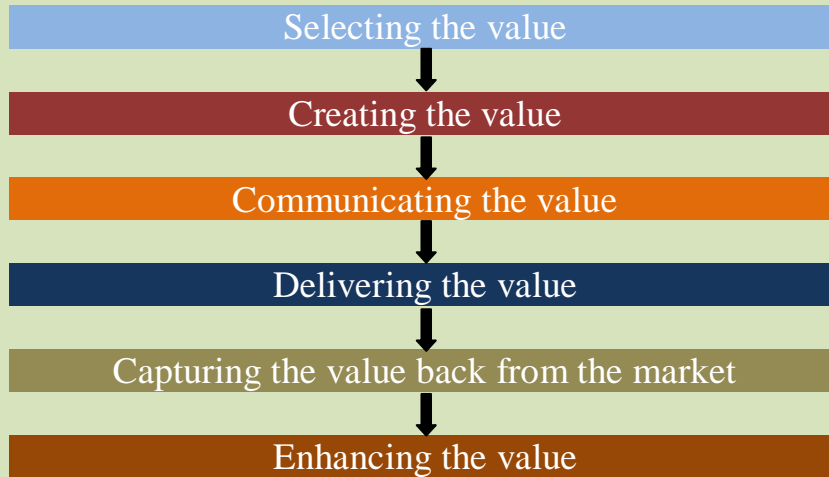 Selecting the value
Creating the value
Communicating the value
Delivering the value
Capturing the value back from the market
Enhancing the value